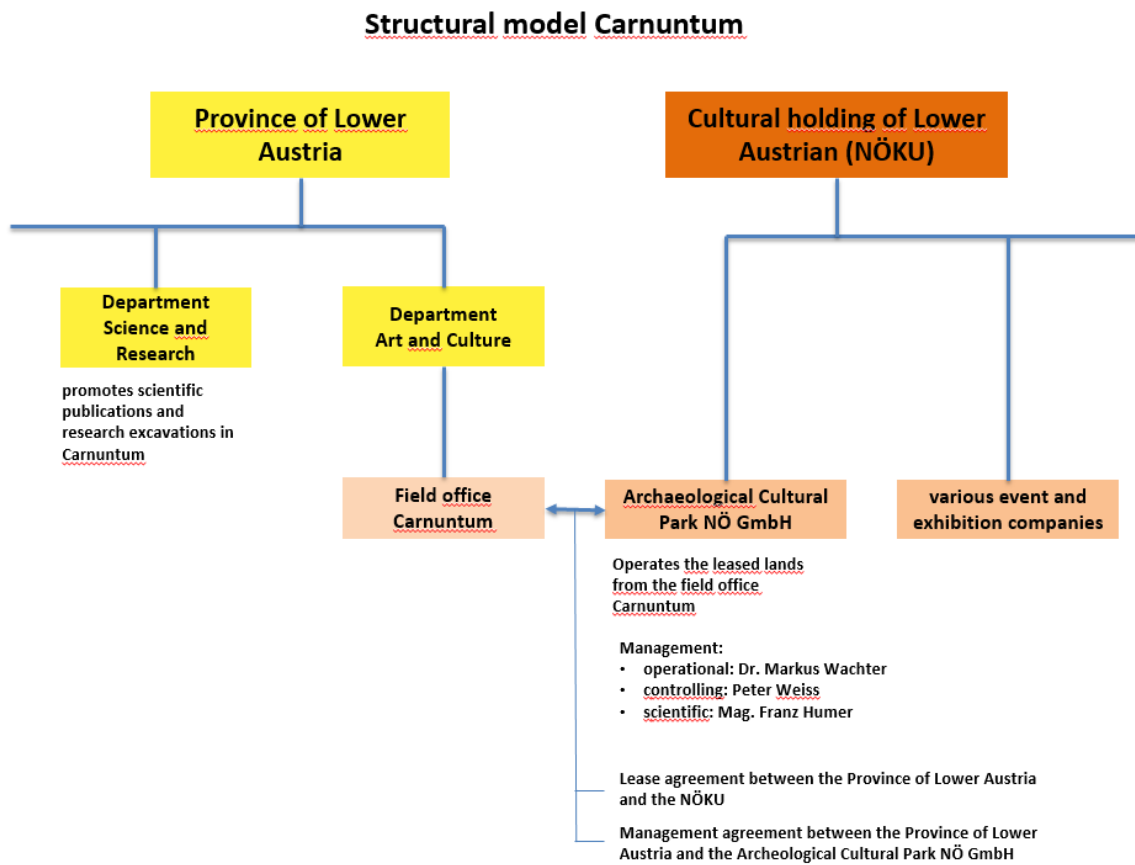 Structural model Carnuntum
Province of Lower
Austria
Cultural holding of Lower
Austrian (NÖKU)
Department
Science and
Research
Department
Art and Culture
promotes scientific
publications and
research excavations in
Carnuntum
Field office
Carnuntum
Archaeological Cultural
Park NÖ GmbH
various event and
exhibition companies
Operates the leased lands
from the field office
Carnuntum
Management:
• operational: Dr. Markus Wachter
• controlling: Peter Weiss
• scientific: Mag. Franz Humer
Lease agreement between the Province of Lower Austria
and the NÖKU
Management agreement between the Province of Lower
Austria and the Archeological Cultural Park NÖ GmbH